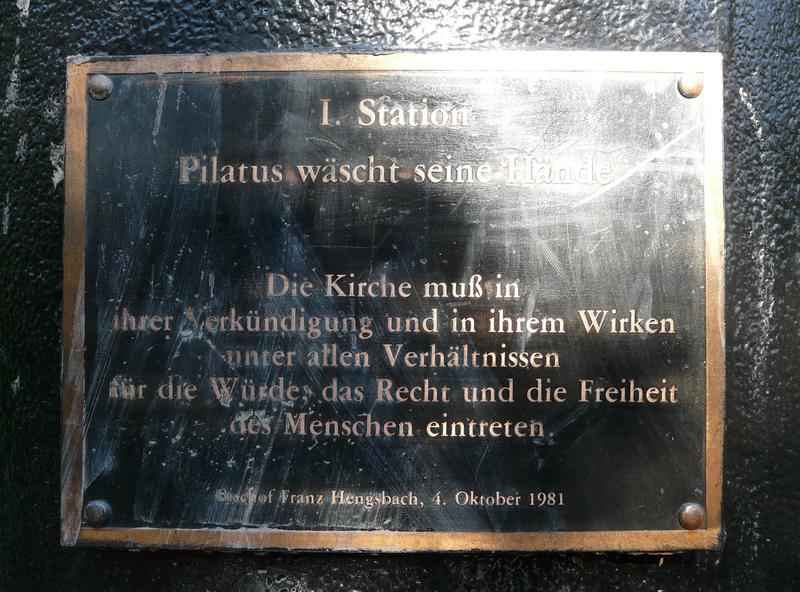 I. Station
Pilatus wäscht seine Hände
Die Kirche muß in
ihrer Verkündigung und in ihrem Wirken
unter allen Verhältnissen
für die Würde, das Recht und die Freiheit
des Menschen eintreten.
Bischof Franz Hengsbach, 4. Oktober 1981